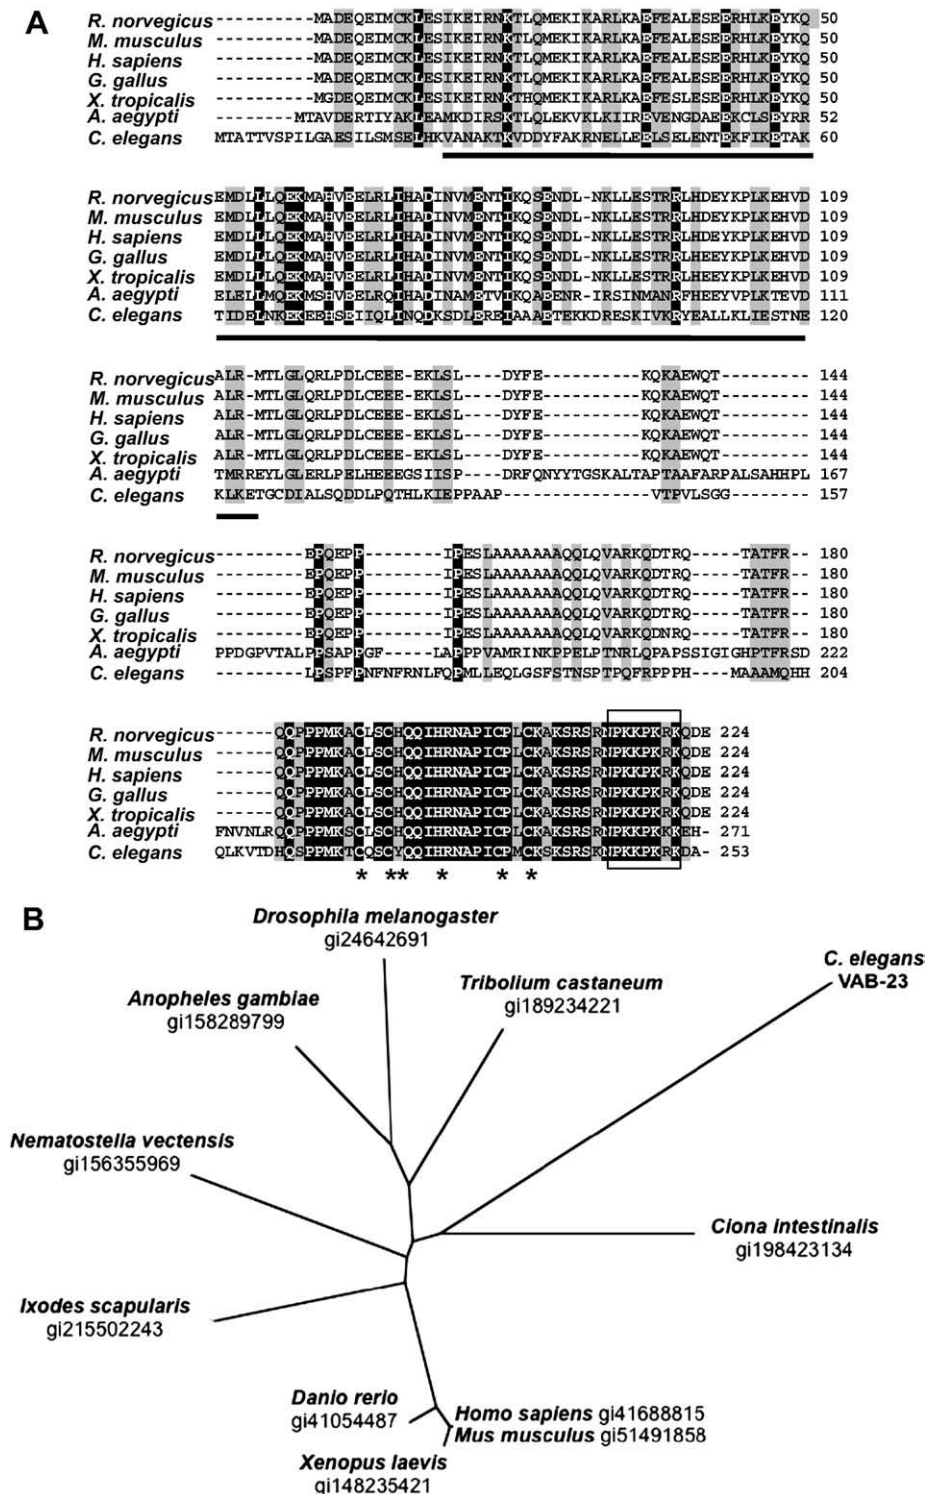 A
R. norvegicus ----------MADEQEIMCKLESIKEIRNKTLQMEKIKARLKAEFEALESEERHLKEYKQ 50
M. musculus ----------MADEQEIMCKLESIKEIRNKTLQMEKIKARLKAEFEALESEERHLKEYKQ 50
H. sapiens ----------MADEQEIMCKLESIKEIRNKTLQMEKIKARLKAEFEALESEERHLKEYKQ 50
G. gallus ----------MADEQEIMCKLESIKEIRNKTLQMEKIKARLKAEFEALESEERHLKEYKQ 50
X. tropicalis ----------MGDEQEIMCKLESIKEIRNKTHQMEKIKARLKAEFESLESEERHLKEYKQ 50
A. aegypti --------MTAVDERTIYAKLEAMKDIRSKTLQLEKVKLKIIREVENGDAEEKCLSEYRR 52
C. elegans MTATTVSPILGAESILSMSELHKVANAKTKVDDYFAKRNELLEELSELENTEKFIKETAK 60
R. norvegicus EMDLLLQEKMAHVEELRLIHADINVMENTIKQSENDL-NKLLESTRRLHDEYKPLKEHVD 109
M. musculus EMDLLLQEKMAHVEELRLIHADINVMENTIKQSENDL-NKLLESTRRLHDEYKPLKEHVD 109
H. sapiens EMDLLLQEKMAHVEELRLIHADINVMENTIKQSENDL-NKLLESTRRLHDEYKPLKEHVD 109
G. gallus EMDLLLQEKMAHVEELRLIHADINVMENTIKQSENDL-NKLLESTRRLHEEYKPLKEHVD 109
X. tropicalis EMDLLLQEKMAHVEELRLIHADINVMENTIKQSENDL-NKLLESTRRLHEEYKPLKEHVD 109
A. aegypti ELELLMQEKMSHVEELRQIHADINAMETVIKQAEENR-IRSINMANRFHEEYVPLKTEVD 111
C. elegans TIDELNKEKEEHSEIIQLINQDKSDLEREIAAAETEKKDRESKIVKRYEALLKLIESTNE 120
R. norvegicus ALR-MTLGLQRLPDLCEEE-EKLSL----DYFE----------KQKAEWQT--------- 144
M. musculus ALR-MTLGLQRLPDLCEEE-EKLSL----DYFE----------KQKAEWQT--------- 144
H. sapiens ALR-MTLGLQRLPDLCEEE-EKLSL----DYFE----------KQKAEWQT--------- 144
G. gallus ALR-MTLGLQRLPDLCEEE-EKLSL----DYFE----------KQKAEWQT--------- 144
X. tropicalis ALR-MTLGLQRLPDLCEEE-EKLSL----DYFE----------KQKAEWQT--------- 144
A. aegypti TMRREYLGLERLPELHEEEGSIISP----DRFQNYYTGSKALTAPTAAFARPALSAHHPL 167
C. elegans KLKETGCDIALSQDDLPQTHLKIEPPAAP--------------VTPVLSGG--------- 157
R. norvegicus ---------EPQEPP--------IPESLAAAAAAAQQLQVARKQDTRQ-----TATFR-- 180
M. musculus ---------EPQEPP--------IPESLAAAAAAAQQLQVARKQDTRQ-----TATFR-- 180
H. sapiens ---------EPQEPP--------IPESLAAAAAAAQQLQVARKQDTRQ-----TATFR-- 180
G. gallus ---------EPQEPP--------IPESLAAAAAAAQQLQVARKQDTRQ-----TATFR-- 180
X. tropicalis ---------EPQEPP--------IPESLAAAAAAAQQLQVARKQDNRQ-----TATFR-- 180
A. aegypti PPDGPVTALPPSAPPGF-----LAPPPVAMRINKPPELPTNRLQPAPSSIGIGHPTFRSD 222
C. elegans ---------LPSPFPNFNFRNLFQPMLLEQLGSFSTNSPTPQFRPPPH----MAAAMQHH 204
R. norvegicus ------QQPPPMKACLSCHQQIHRNAPICPLCKAKSRSRNPKKPKRKQDE 224
M. musculus ------QQPPPMKACLSCHQQIHRNAPICPLCKAKSRSRNPKKPKRKQDE 224
H. sapiens ------QQPPPMKACLSCHQQIHRNAPICPLCKAKSRSRNPKKPKRKQDE 224
G. gallus ------QQPPPMKACLSCHQQIHRNAPICPLCKAKSRSRNPKKPKRKQDE 224
X. tropicalis ------QQPPPMKACLSCHQQIHRNAPICPLCKAKSRSRNPKKPKRKQDE 224
A. aegypti FNVNLRQQPPPMKSCLSCHQQIHRNAPICPLCKAKSRSRNPKKPKKKEH- 271
C. elegans QLKVTDHQSPPMKTCQSCYQQIHRNAPICPMCKSKSRSKNPKKPKRKDA- 253
* ** * * *
B
Drosophila melanogaster
gi24642691
C. elegans
VAB-23
Tribolium castaneum
gi189234221
Anopheles gambiae
gi158289799
Nematostella vectensis
gi156355969
Ciona intestinalis
gi198423134
Ixodes scapularis
gi215502243
Danio rerio
gi41054487
Homo sapiens gi41688815
Mus musculus gi51491858
Xenopus laevis
gi148235421